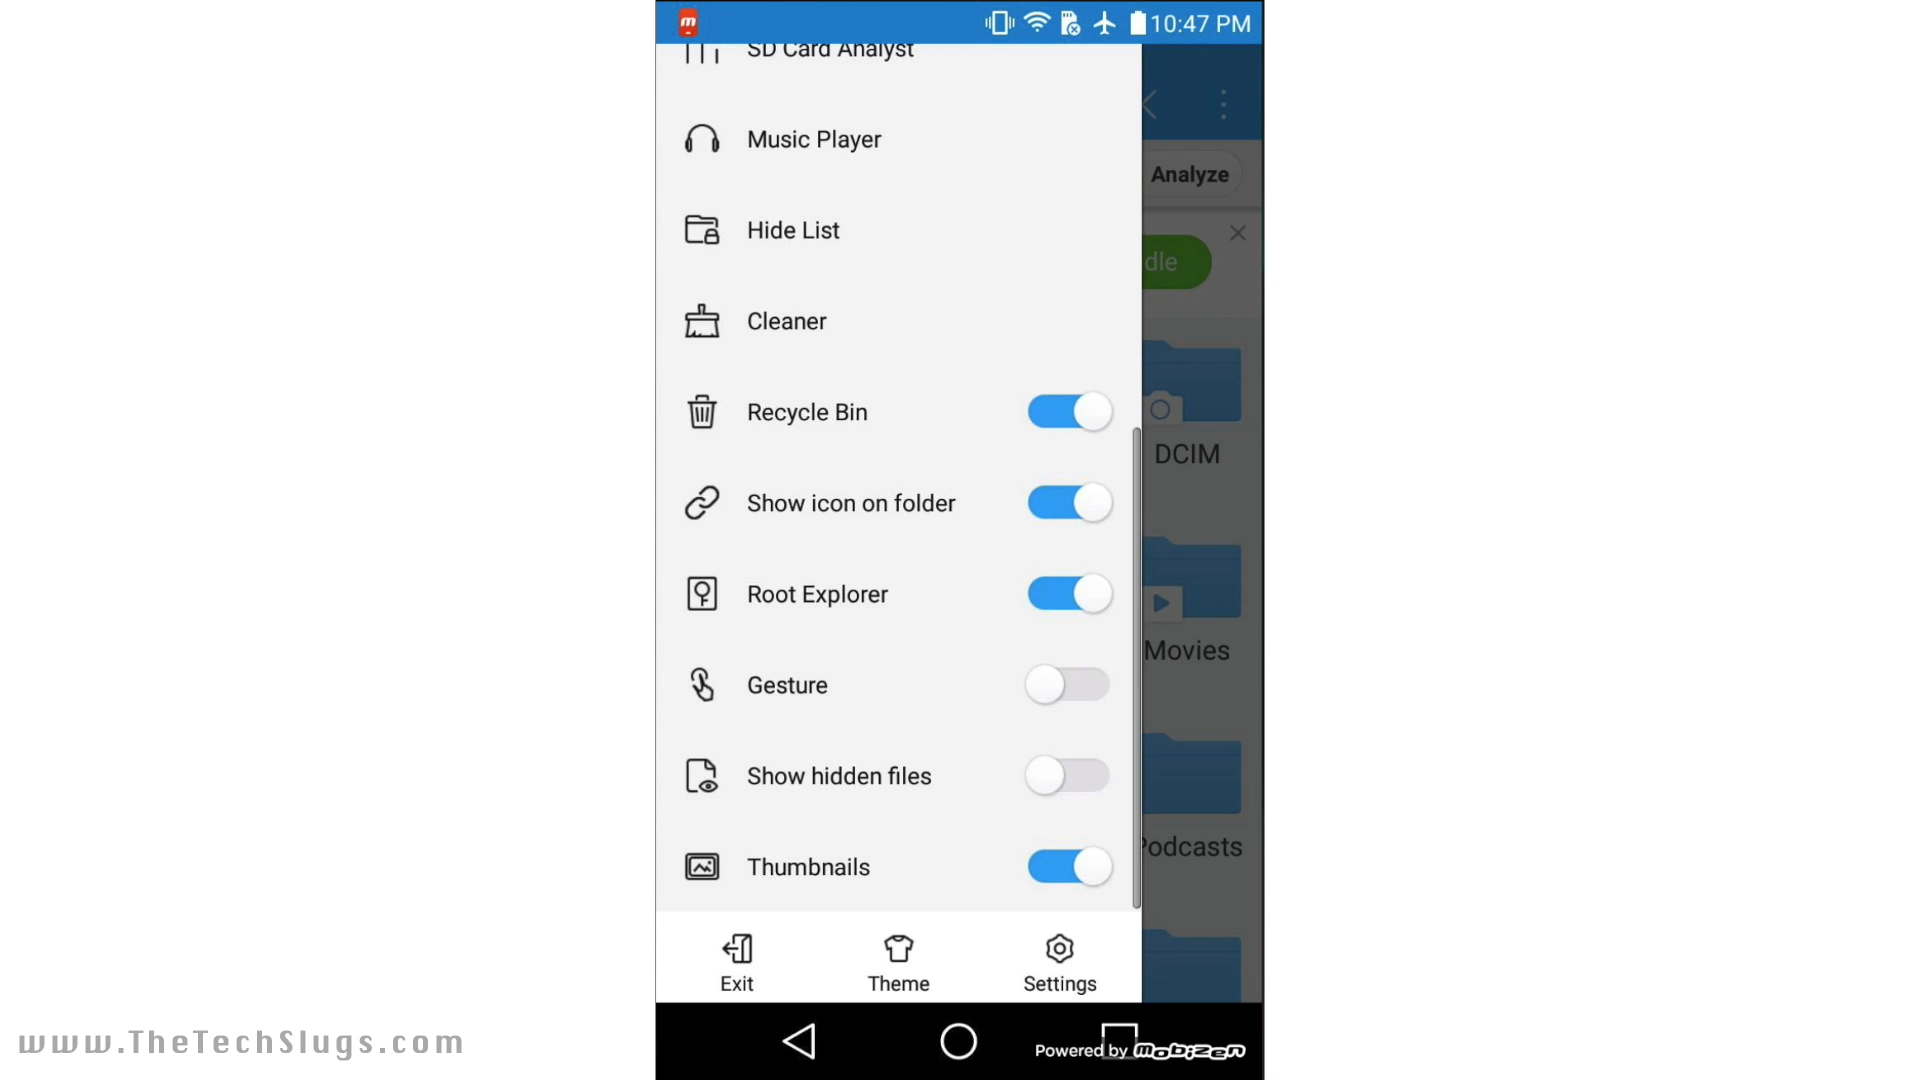 m
10:47 PM
SD Card Analyst
Music Player
Analyze
Hide List
dle
Cleaner
Recycle Bin
DCIM
Show icon on folder
Root Explorer
Movies
Gesture
Show hidden files
Podcasts
Thumbnails
Exit
Theme
Settings
www.TheTechSlugs.com
Powered by mobizen